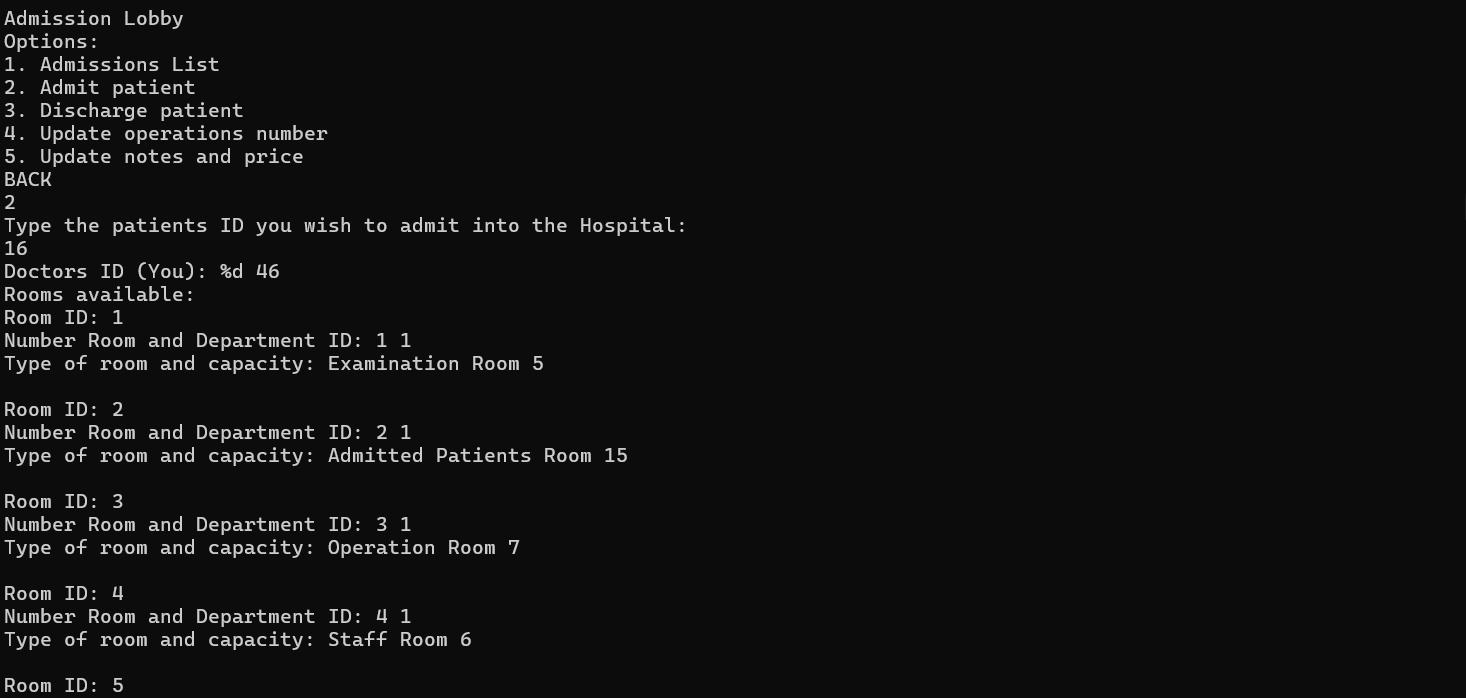 Admission Lobby
Options:
1. Admissions List
2. Admit patient
3. Discharge patient
4. Update operations number
5. Update notes and price
BACK
2
Type the patients ID you wish to admit into the Hospital:
16
Doctors ID (You): %d 46
Rooms available:
Room ID: 1
Number Room and Department ID: 1 1
Type of room and capacity: Examination Room 5
Room ID: 2
Number Room and Department ID: 2 1
Type of room and capacity: Admitted Patients Room 15
Room ID: 3
Number Room and Department ID: 3 1
Type of room and capacity: Operation Room 7
Room ID: 4
Number Room and Department ID: 4 1
Type of room and capacity: Staff Room 6
Room ID: 5